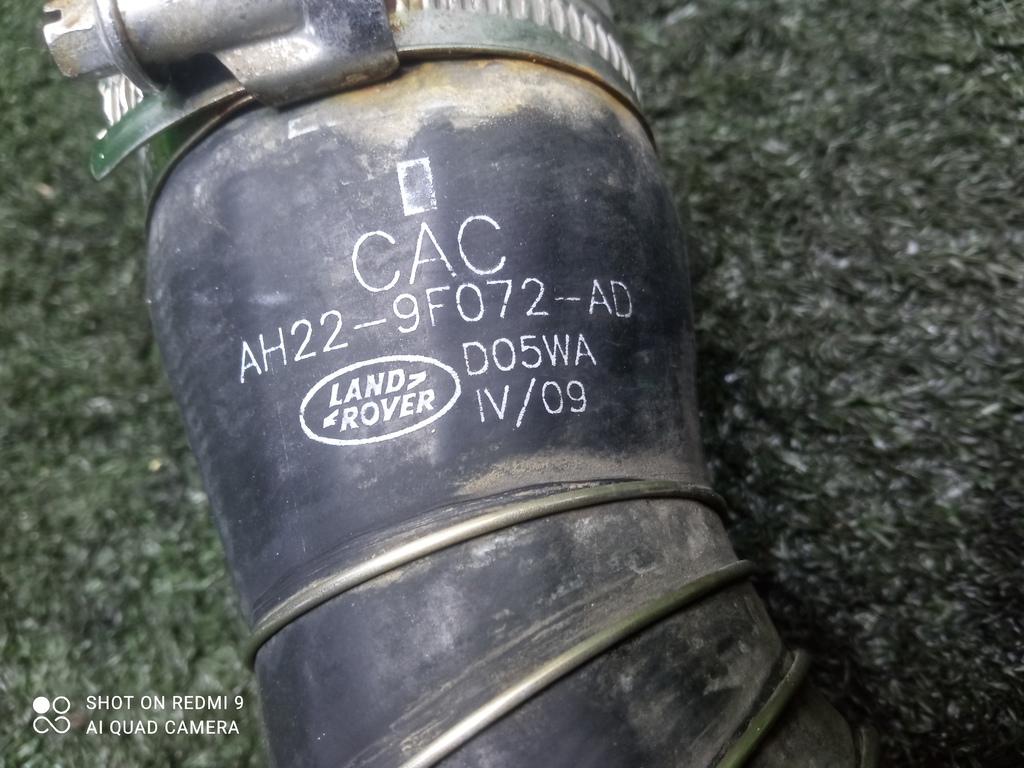 CAC
AH22-9F072-AD
LAND
ROVER
D05WA
IV/09
SHOT ON REDMI 9
AI QUAD CAMERA